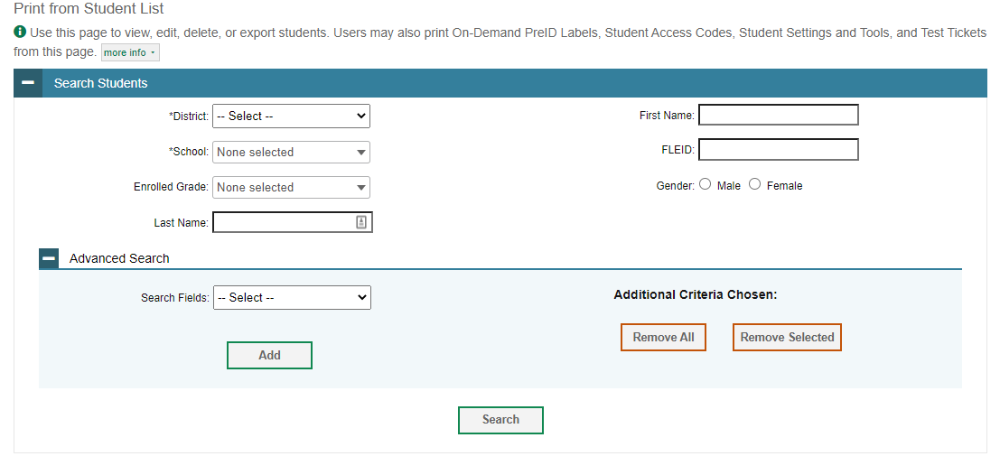 Print from Student List
Use this page to view, edit, delete, or export students. Users may also print On-Demand PreID Labels, Student Access Codes, Student Settings and Tools, and Test Tickets
from this page. more info
Search Students
*District: -- Select --
First Name:
*School: None selected
FLEID:
Enrolled Grade: None selected
Gender: Male Female
Last Name:
Advanced Search
Search Fields: -- Select --
Additional Criteria Chosen:
Remove All Remove Selected
Add
Search